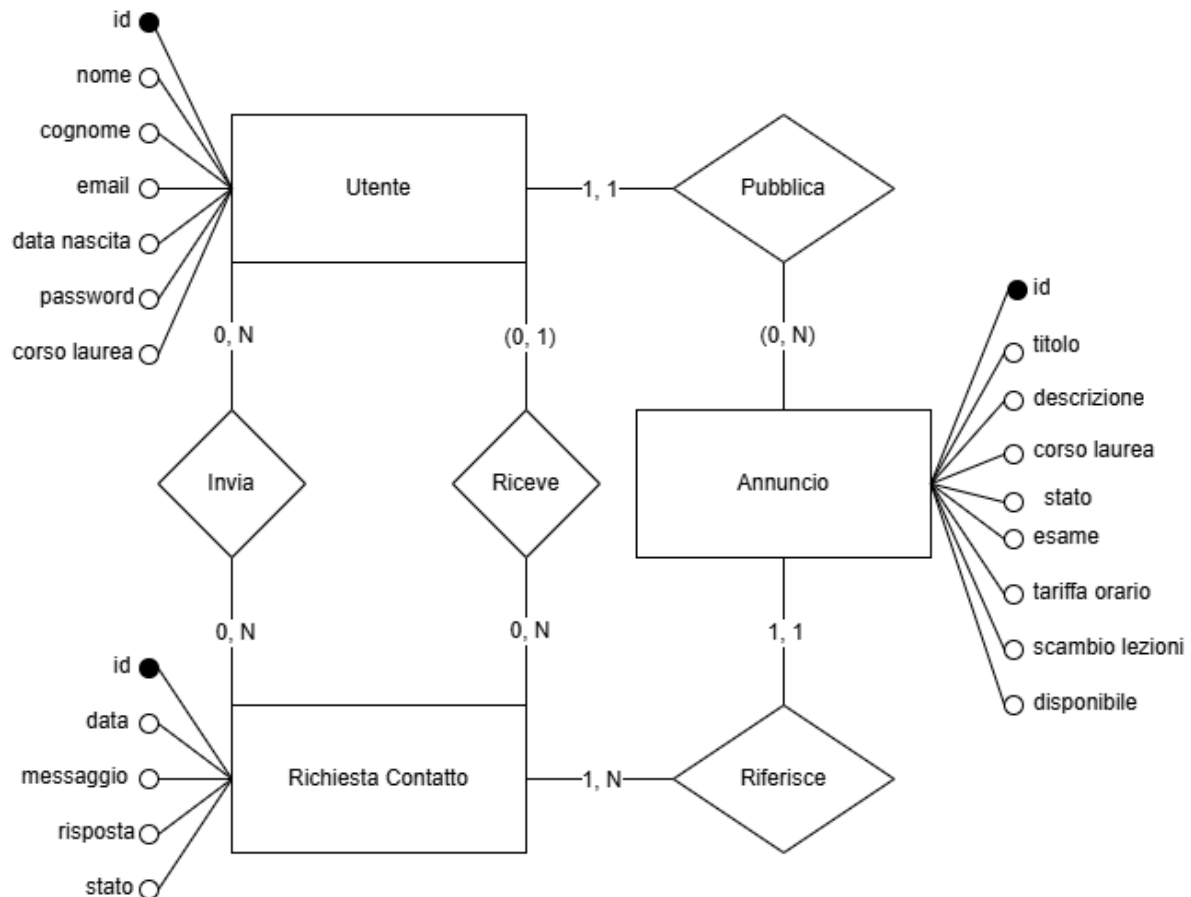 id
nome
cognome
email
data nascita
password
corso laurea
Utente
1, 1
Pubblica
0, N
(0, 1)
(0, N)
Invia
Riceve
Annuncio
id
titolo
descrizione
corso laurea
stato
esame
tariffa orario
scambio lezioni
disponibile
0, N
0, N
1, 1
id
data
messaggio
risposta
stato
Richiesta Contatto
1, N
Riferisce